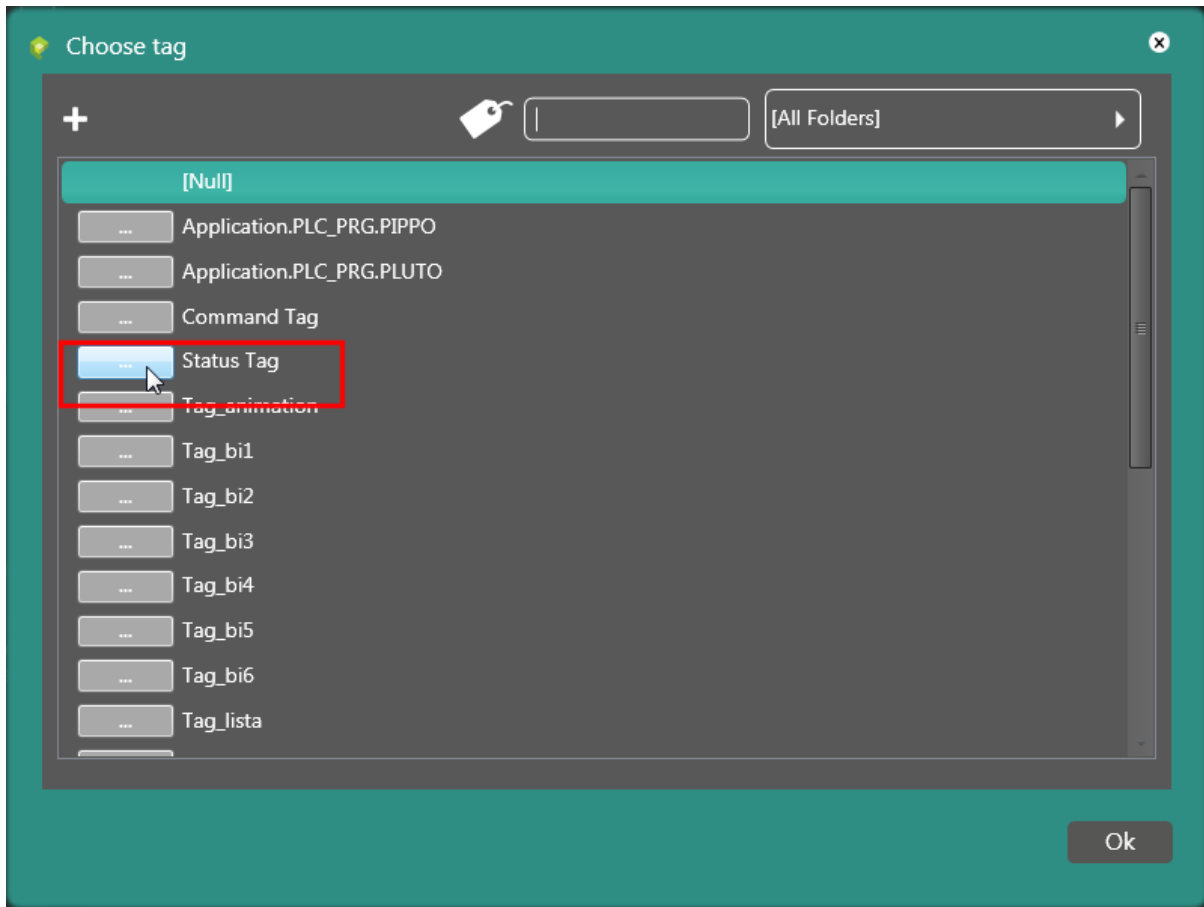 Choose tag
[All Folders]
[Null]
... Application.PLC_PRG.PIPPO
... Application.PLC_PRG.PLUTO
... Command Tag
... Status Tag
... Tag_animation
... Tag_bi1
... Tag_bi2
... Tag_bi3
... Tag_bi4
... Tag_bi5
... Tag_bi6
... Tag_lista
Ok